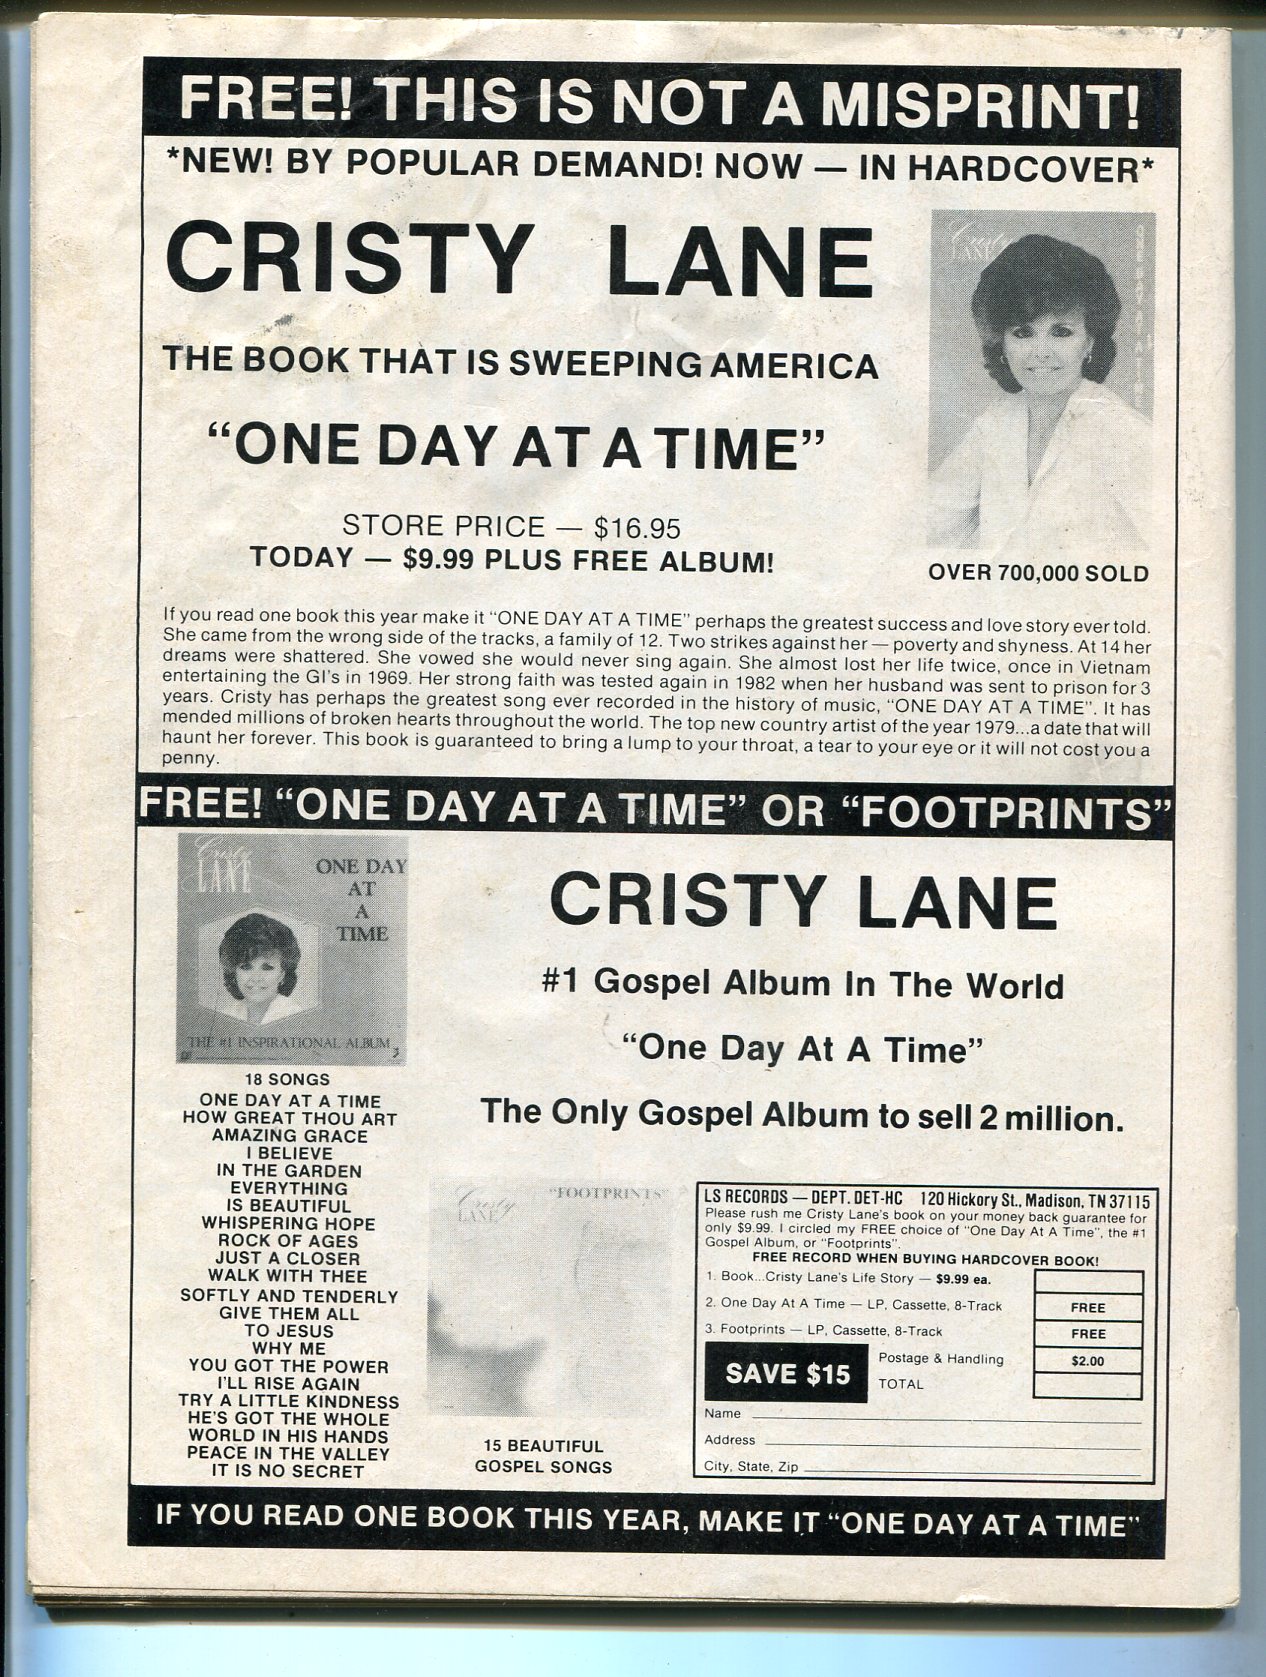 FREE! THIS IS NOT A MISPRINT!
*NEW! BY POPULAR DEMAND! NOW — IN HARDCOVER*
CRISTY LANE
THE BOOK THAT IS SWEEPING AMERICA
“ONE DAY AT A TIME”
STORE PRICE — $16.95
TODAY — $9.99 PLUS FREE ALBUM!
Cristy
LANE
ONE DAY AT A TIME
OVER 700,000 SOLD
If you read one book this year make it “ONE DAY AT A TIME” perhaps the greatest success and love story ever told.
She came from the wrong side of the tracks, a family of 12. Two strikes against her — poverty and shyness. At 14 her
dreams were shattered. She vowed she would never sing again. She almost lost her life twice, once in Vietnam
entertaining the GI’s in 1969. Her strong faith was tested again in 1982 when her husband was sent to prison for 3
years. Cristy has perhaps the greatest song ever recorded in the history of music, “ONE DAY AT A TIME”. It has
mended millions of broken hearts throughout the world. The top new country artist of the year 1979...a date that will
haunt her forever. This book is guaranteed to bring a lump to your throat, a tear to your eye or it will not cost you a
penny.
FREE! “ONE DAY AT A TIME” OR “FOOTPRINTS”
Cristy
LANE
ONE DAY
AT
A
TIME
THE #1 INSPIRATIONAL ALBUM
18 SONGS
ONE DAY AT A TIME
HOW GREAT THOU ART
AMAZING GRACE
I BELIEVE
IN THE GARDEN
EVERYTHING
IS BEAUTIFUL
WHISPERING HOPE
ROCK OF AGES
JUST A CLOSER
WALK WITH THEE
SOFTLY AND TENDERLY
GIVE THEM ALL
TO JESUS
WHY ME
YOU GOT THE POWER
I’LL RISE AGAIN
TRY A LITTLE KINDNESS
HE’S GOT THE WHOLE
WORLD IN HIS HANDS
PEACE IN THE VALLEY
IT IS NO SECRET
CRISTY LANE
#1 Gospel Album In The World
“One Day At A Time”
The Only Gospel Album to sell 2 million.
Cristy
LANE
“FOOTPRINTS”
15 BEAUTIFUL
GOSPEL SONGS
LS RECORDS — DEPT. DET-HC 120 Hickory St., Madison, TN 37115
Please rush me Cristy Lane’s book on your money back guarantee for
only $9.99. I circled my FREE choice of “One Day At A Time”, the #1
Gospel Album, or “Footprints”.
FREE RECORD WHEN BUYING HARDCOVER BOOK!
1. Book...Cristy Lane’s Life Story — $9.99 ea.
2. One Day At A Time — LP, Cassette, 8-Track FREE
3. Footprints — LP, Cassette, 8-Track FREE
SAVE $15
Postage & Handling $2.00
TOTAL
Name
Address
City, State, Zip
IF YOU READ ONE BOOK THIS YEAR, MAKE IT “ONE DAY AT A TIME”